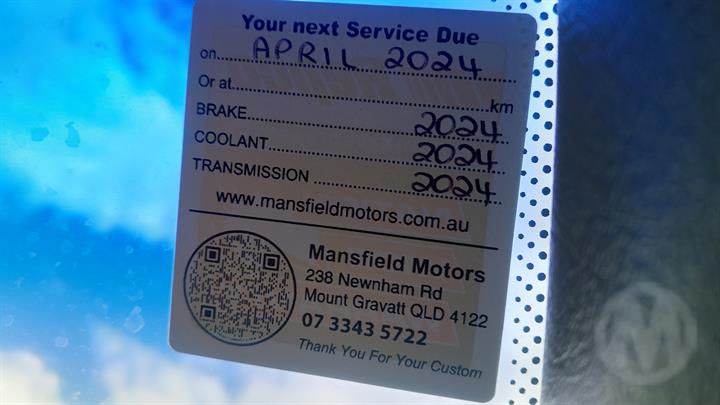 Your next Service Due
on..........APRIL 2024
Or at..........km
BRAKE..........2024
COOLANT..........2024
TRANSMISSION ..........2024
www.mansfieldmotors.com.au
Mansfield Motors
238 Newnham Rd
Mount Gravatt QLD 4122
07 3343 5722
Thank You For Your Custom
M